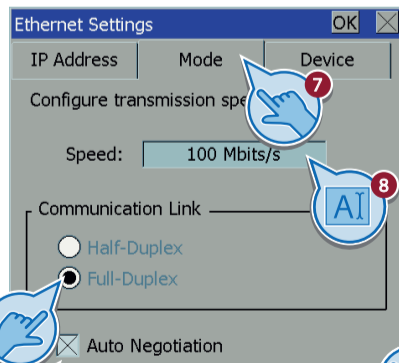 Ethernet Settings OK
IP Address Mode Device
7
Configure transmission
Speed: 100 Mbits/s
8
AI
Communication Link
Half-Duplex
Full-Duplex
Auto Negotiation